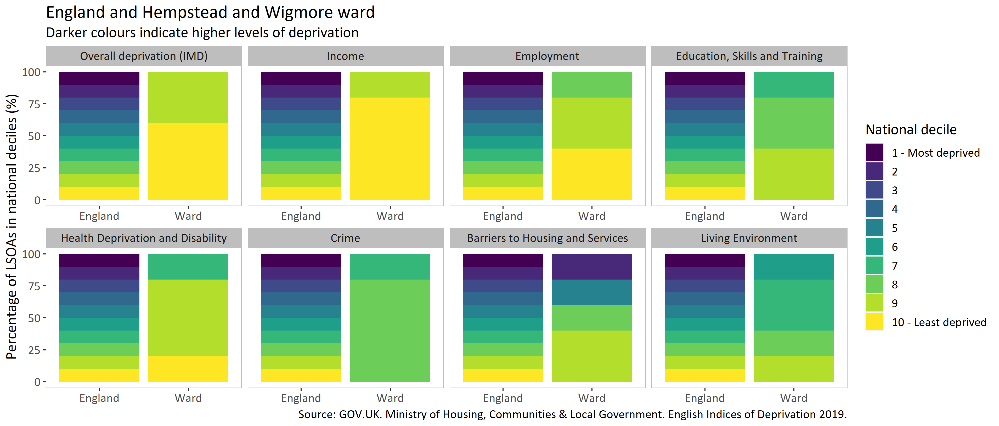 England and Hempstead and Wigmore ward
Darker colours indicate higher levels of deprivation
Percentage of LSOAs in national deciles (%)
Overall deprivation (IMD)
100
75
50
25
0
England Ward
Income
England Ward
Employment
England Ward
Education, Skills and Training
England Ward
Health Deprivation and Disability
100
75
50
25
0
England Ward
Crime
England Ward
Barriers to Housing and Services
England Ward
Living Environment
England Ward
National decile
1 - Most deprived
2
3
4
5
6
7
8
9
10 - Least deprived
Source: GOV.UK. Ministry of Housing, Communities & Local Government. English Indices of Deprivation 2019.